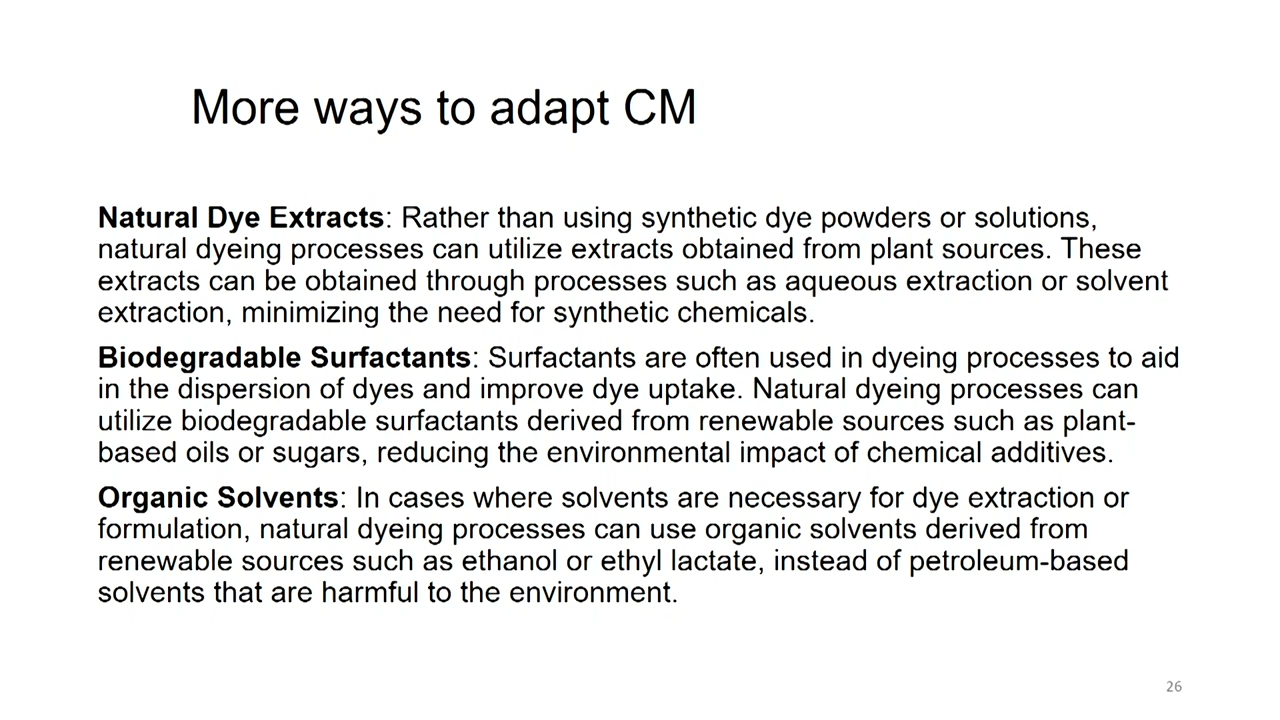 More ways to adapt CM
Natural Dye Extracts: Rather than using synthetic dye powders or solutions,
natural dyeing processes can utilize extracts obtained from plant sources. These
extracts can be obtained through processes such as aqueous extraction or solvent
extraction, minimizing the need for synthetic chemicals.
Biodegradable Surfactants: Surfactants are often used in dyeing processes to aid
in the dispersion of dyes and improve dye uptake. Natural dyeing processes can
utilize biodegradable surfactants derived from renewable sources such as plant-
based oils or sugars, reducing the environmental impact of chemical additives.
Organic Solvents: In cases where solvents are necessary for dye extraction or
formulation, natural dyeing processes can use organic solvents derived from
renewable sources such as ethanol or ethyl lactate, instead of petroleum-based
solvents that are harmful to the environment.
26